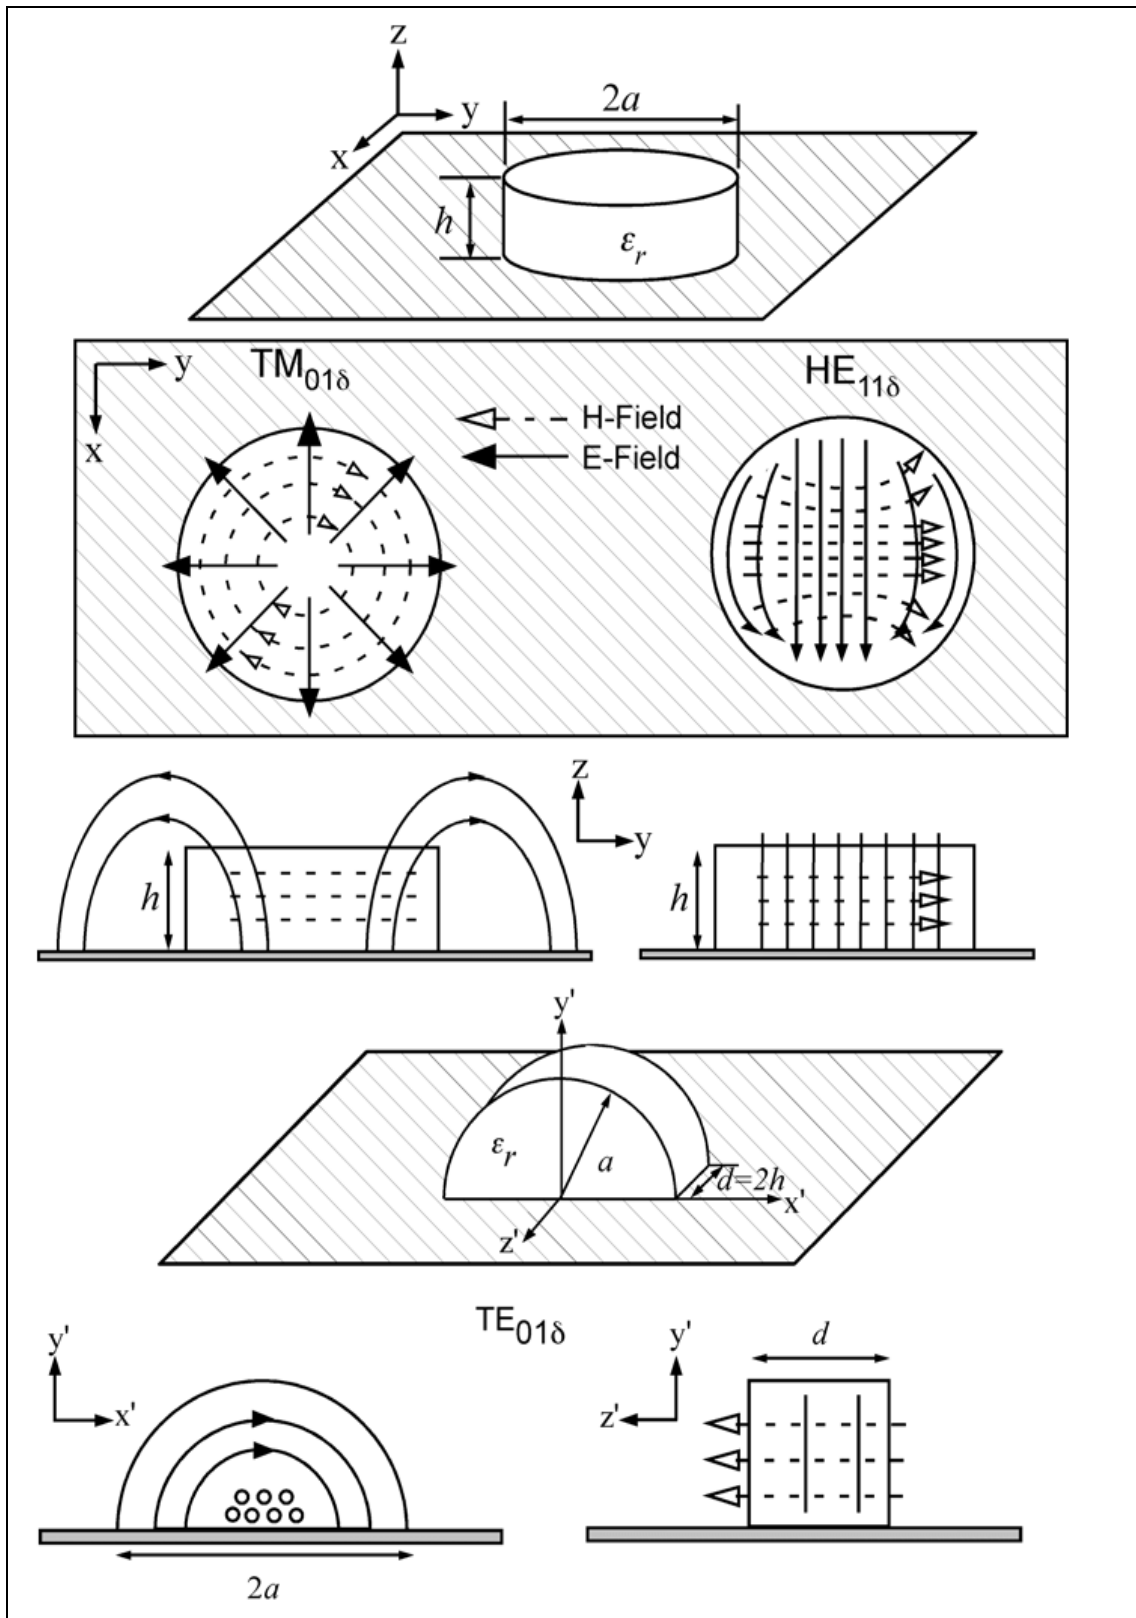 z
y
x
2a
h
εᵣ
y
x
TM₀₁δ
HE₁₁δ
H-Field
E-Field
z
y
h
h
y'
εᵣ
a
d=2h
x'
z'
TE₀₁δ
y'
x'
2a
d
y'
z'